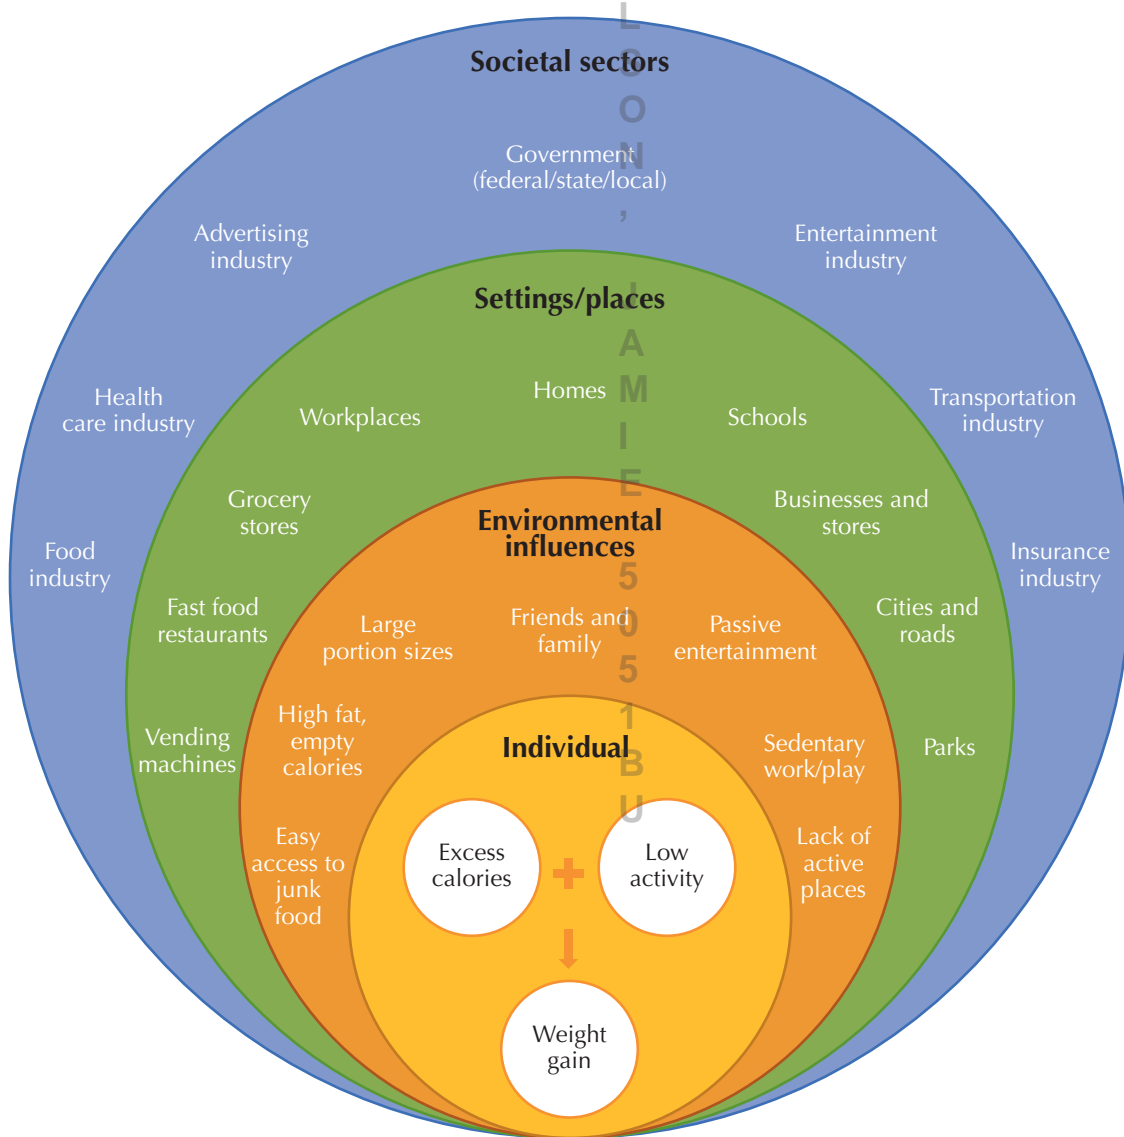 Societal sectors
Government
(federal/state/local)
Advertising
industry
Entertainment
industry
Health
care industry
Transportation
industry
Food
industry
Insurance
industry
Settings/places
Homes
Workplaces
Schools
Grocery
stores
Businesses and
stores
Fast food
restaurants
Cities and
roads
Vending
machines
Parks
Environmental
influences
Friends and
family
Large
portion sizes
Passive
entertainment
High fat,
empty
calories
Sedentary
work/play
Easy
access to
junk
food
Lack of
active
places
Individual
Excess
calories
Low
activity
Weight
gain
LOON, JAMIE 5051BU